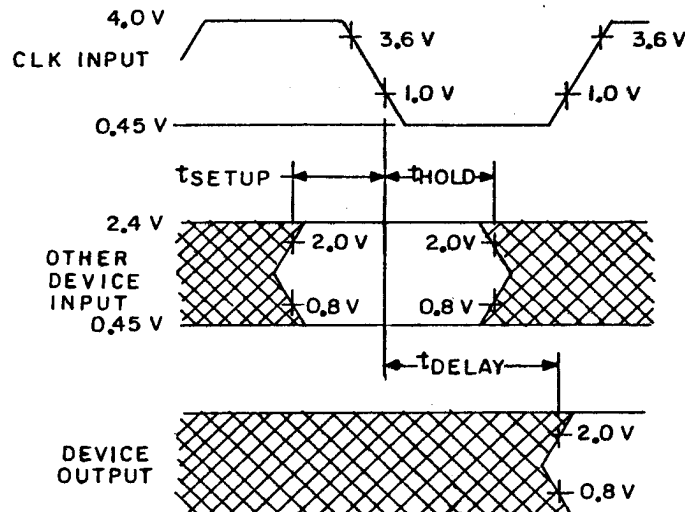 4.0 V
CLK INPUT
3.6 V
3.6 V
1.0 V
1.0 V
0.45 V
tSETUP
tHOLD
2.4 V
OTHER
DEVICE
INPUT
2.0 V
2.0V
0.8 V
0.8 V
0.45 V
tDELAY
DEVICE
OUTPUT
2.0 V
0.8 V